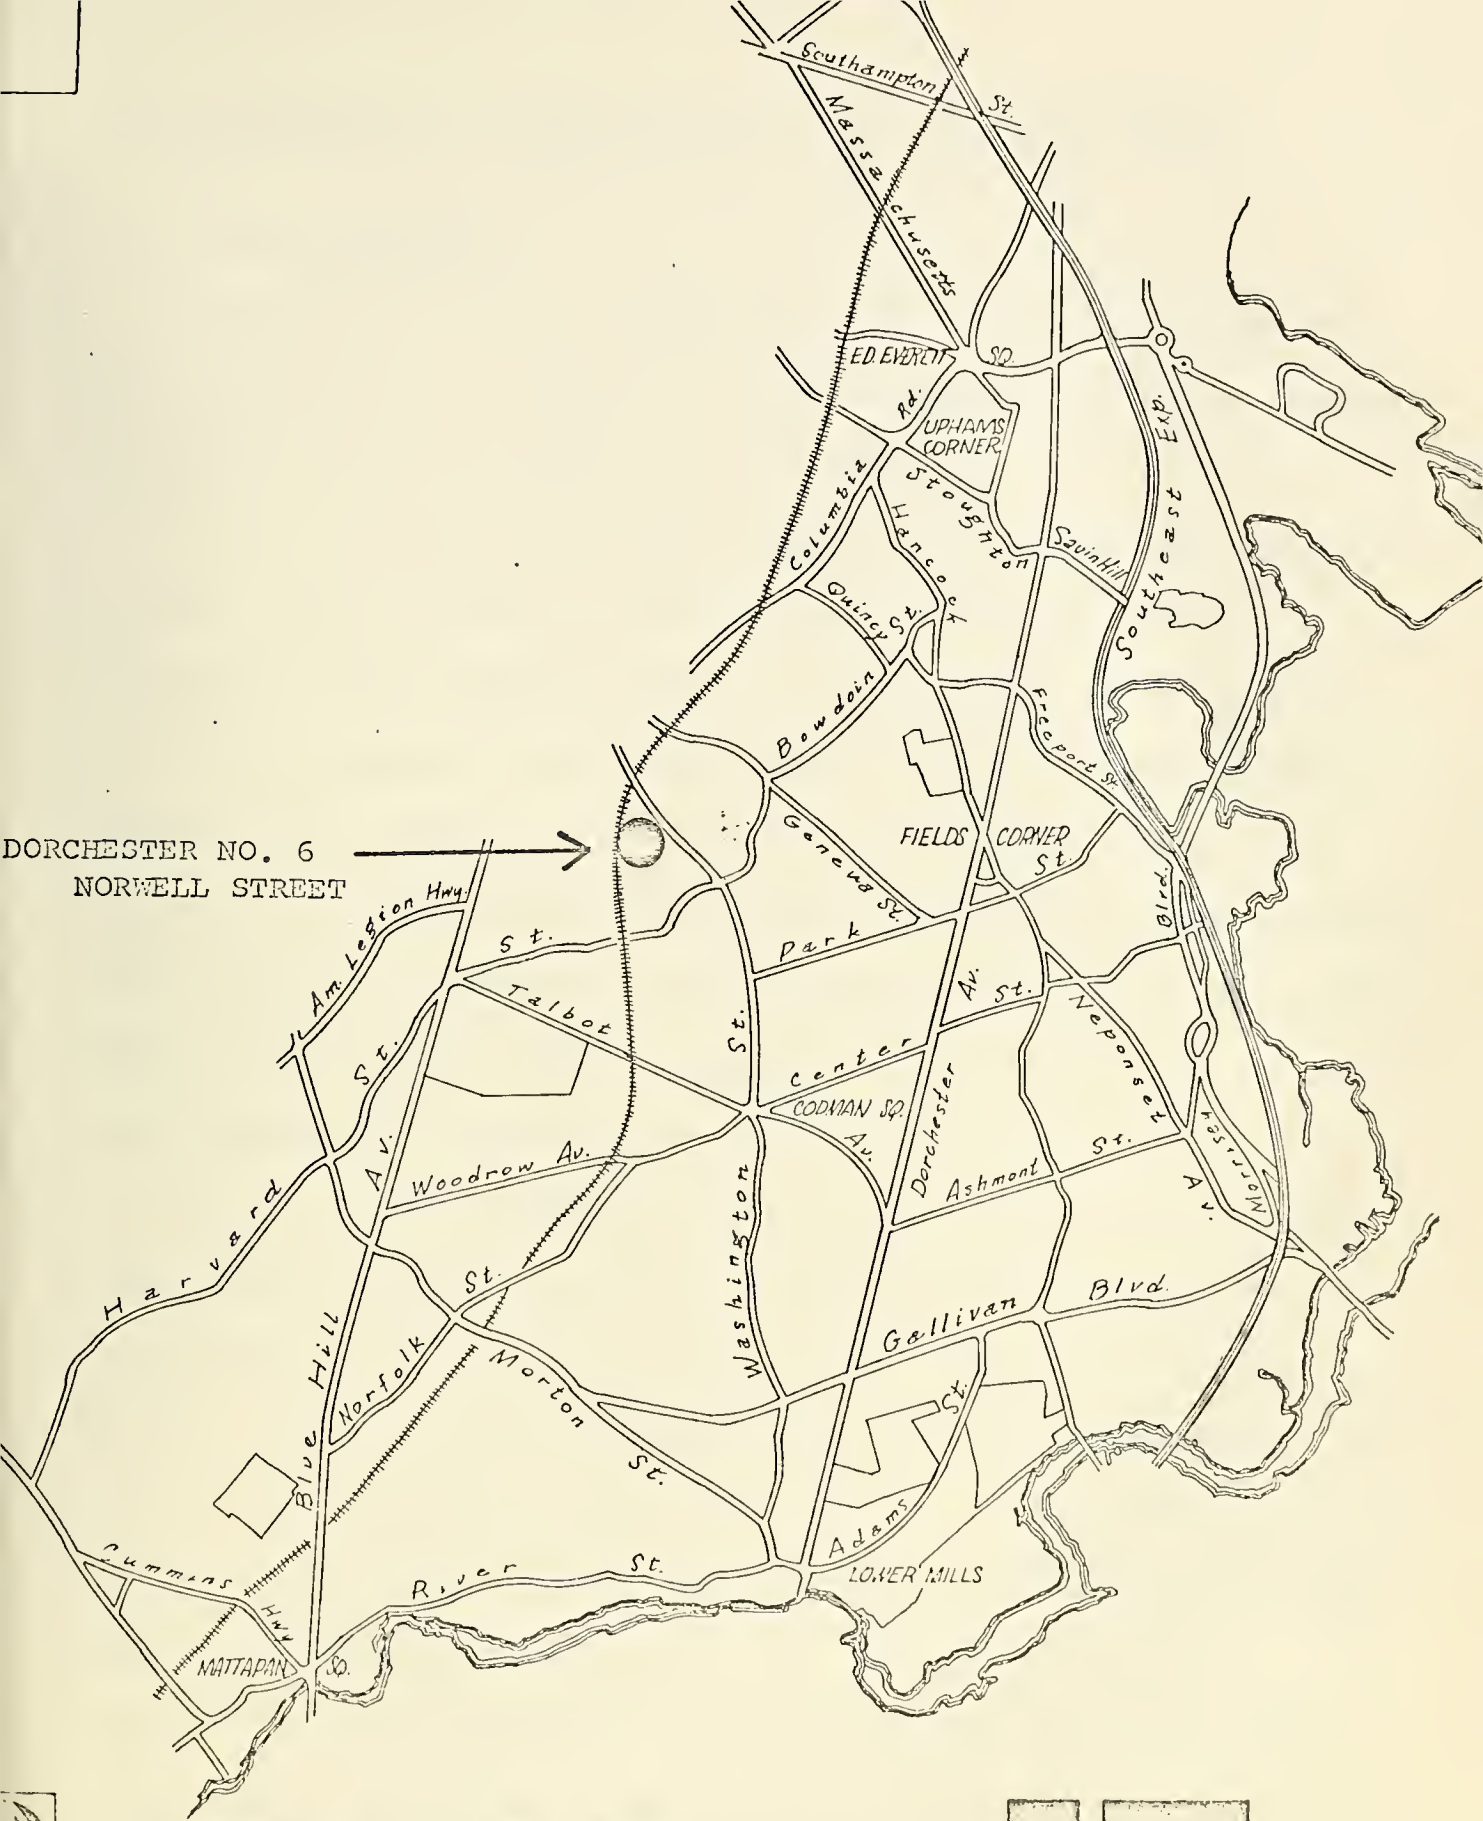 Southampton St.
Massachusetts
ED. EVERETT SQ.
Rd.
UPHAMS
CORNER
Southeast Exp.
Columbia
Stoughton
Hancock
Savin Hill
Quincy
St.
Bowdoin
Freeport St.
DORCHESTER NO. 6
NORWELL STREET
Geneva St.
FIELDS CORNER
St.
Blvd.
Am. Legion Hwy.
St.
Park
Talbot
Av.
St.
Neponset
St.
St.
Center
CODMAN SQ.
Dorchester
Av.
Morrissey
Av.
Woodrow Av.
Ashmont St.
Av.
Harvard
Washington
St.
Blvd.
Gallivan
Blue Hill
Norfolk
Morton
St.
St.
Adams
River St.
LOWER MILLS
Cummins
Hwy
MATTAPAN SQ.